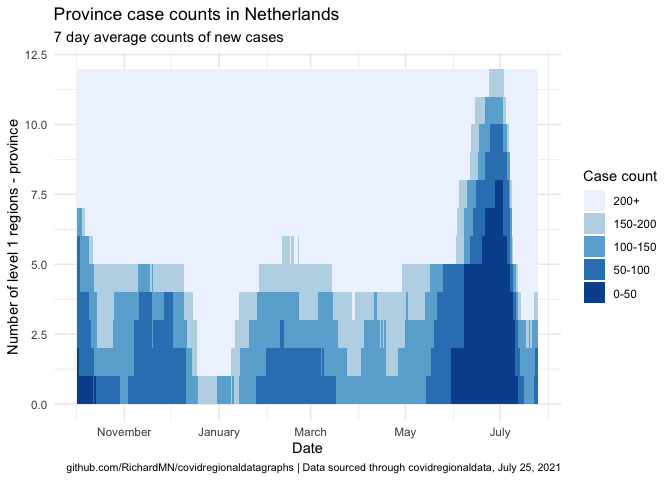 Province case counts in Netherlands
7 day average counts of new cases
12.5
10.0
7.5
5.0
2.5
0.0
Number of level 1 regions - province
November January March May July
Date
Case count
200+
150-200
100-150
50-100
0-50
github.com/RichardMN/covidregionaldatagraphs | Data sourced through covidregionaldata, July 25, 2021